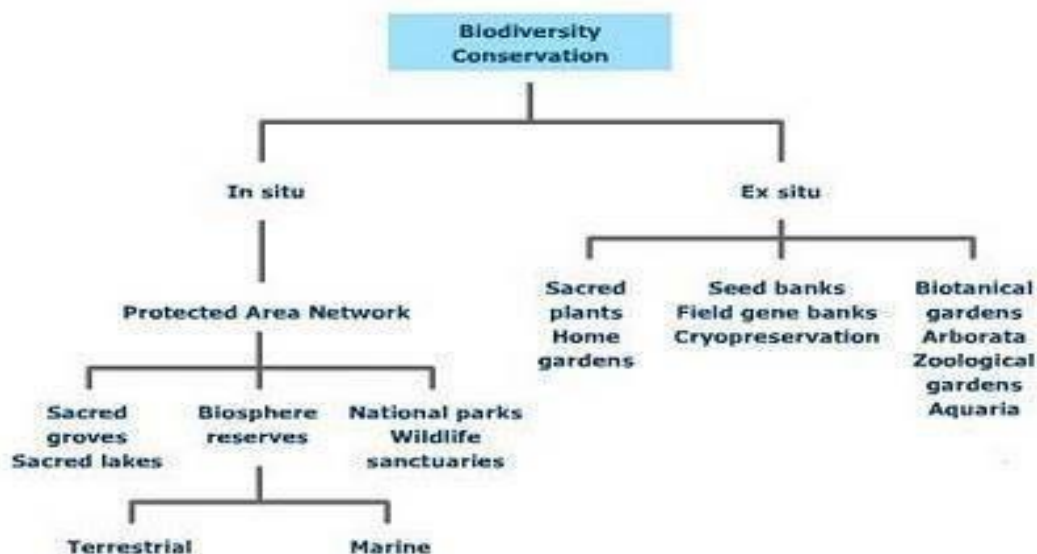 Biodiversity
Conservation
In situ
Ex situ
Protected Area Network
Sacred
plants
Home
gardens
Seed banks
Field gene banks
Cryopreservation
Biotanical
gardens
Arborata
Zoological
gardens
Aquaria
Sacred
groves
Sacred lakes
Biosphere
reserves
National parks
Wildlife
sanctuaries
Terrestrial
Marine